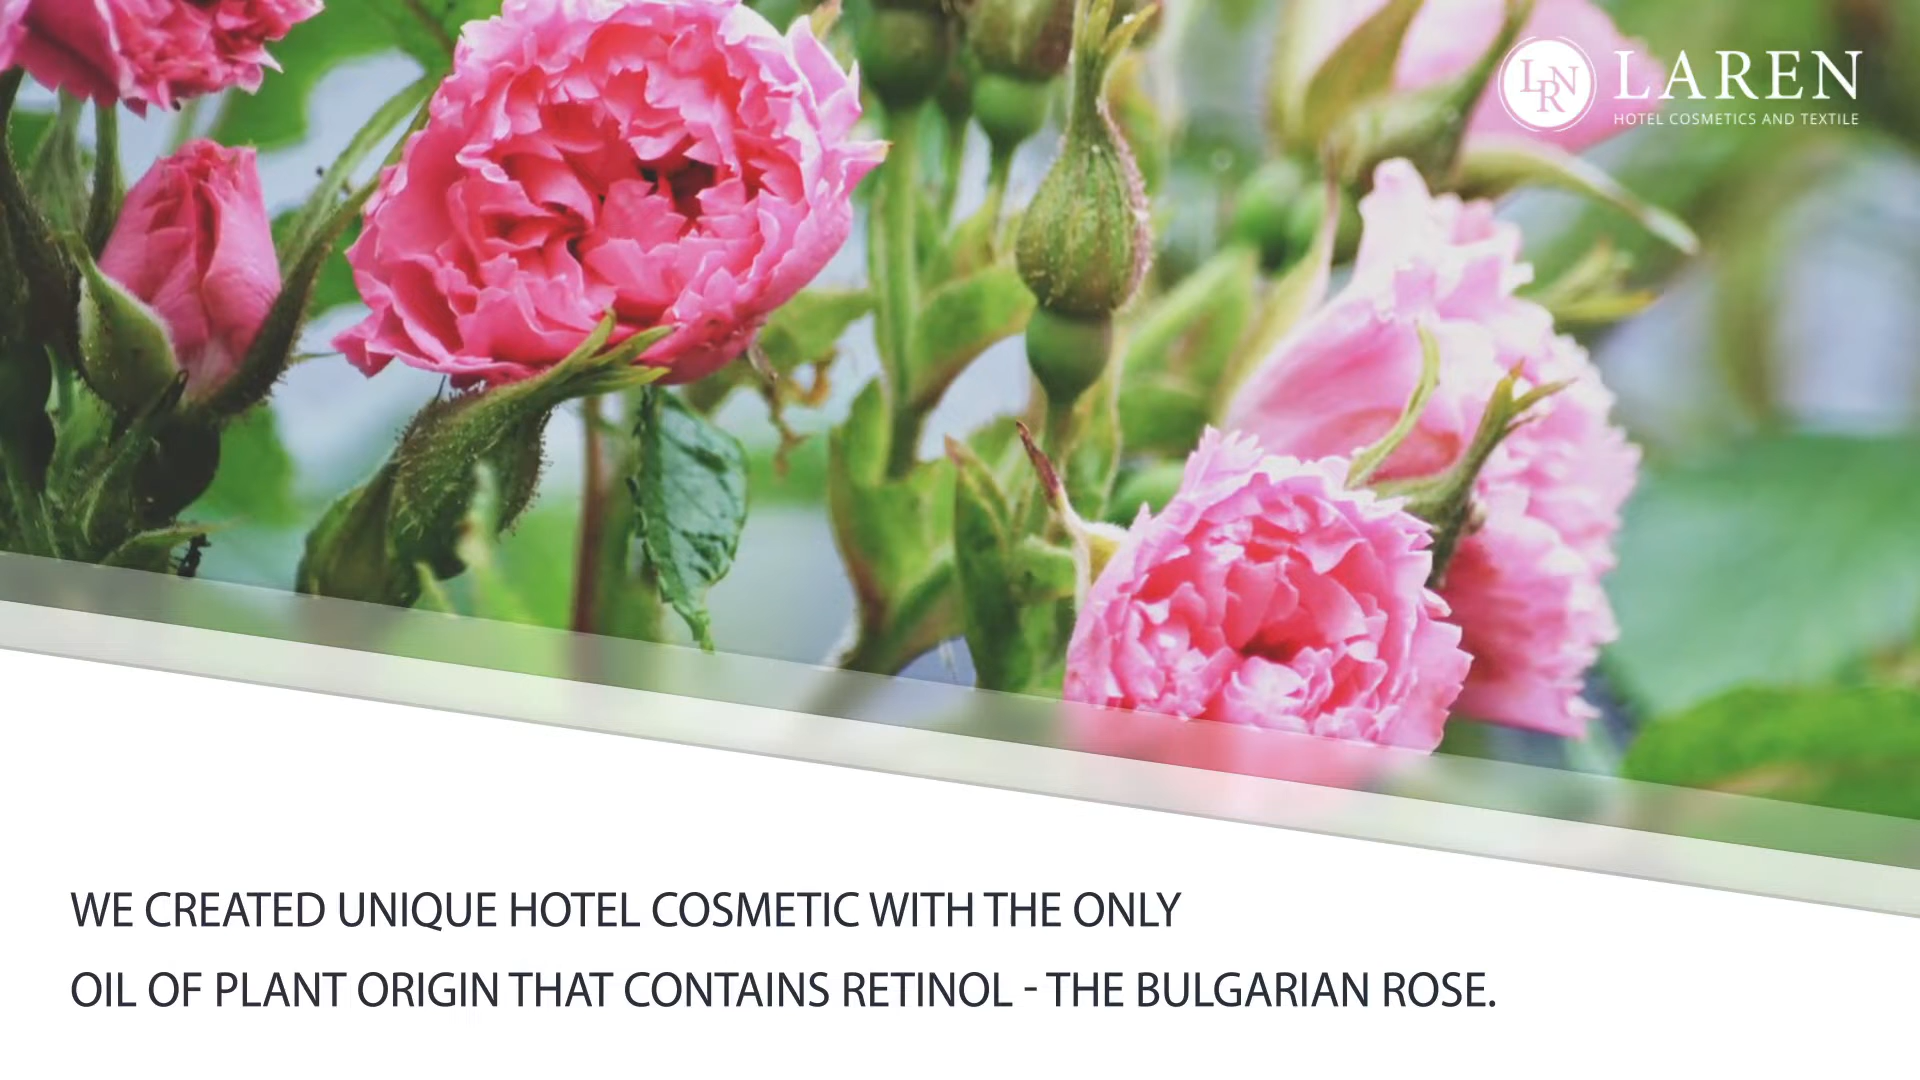 LRN
LAREN
HOTEL COSMETICS AND TEXTILE
WE CREATED UNIQUE HOTEL COSMETIC WITH THE ONLY
OIL OF PLANT ORIGIN THAT CONTAINS RETINOL - THE BULGARIAN ROSE.